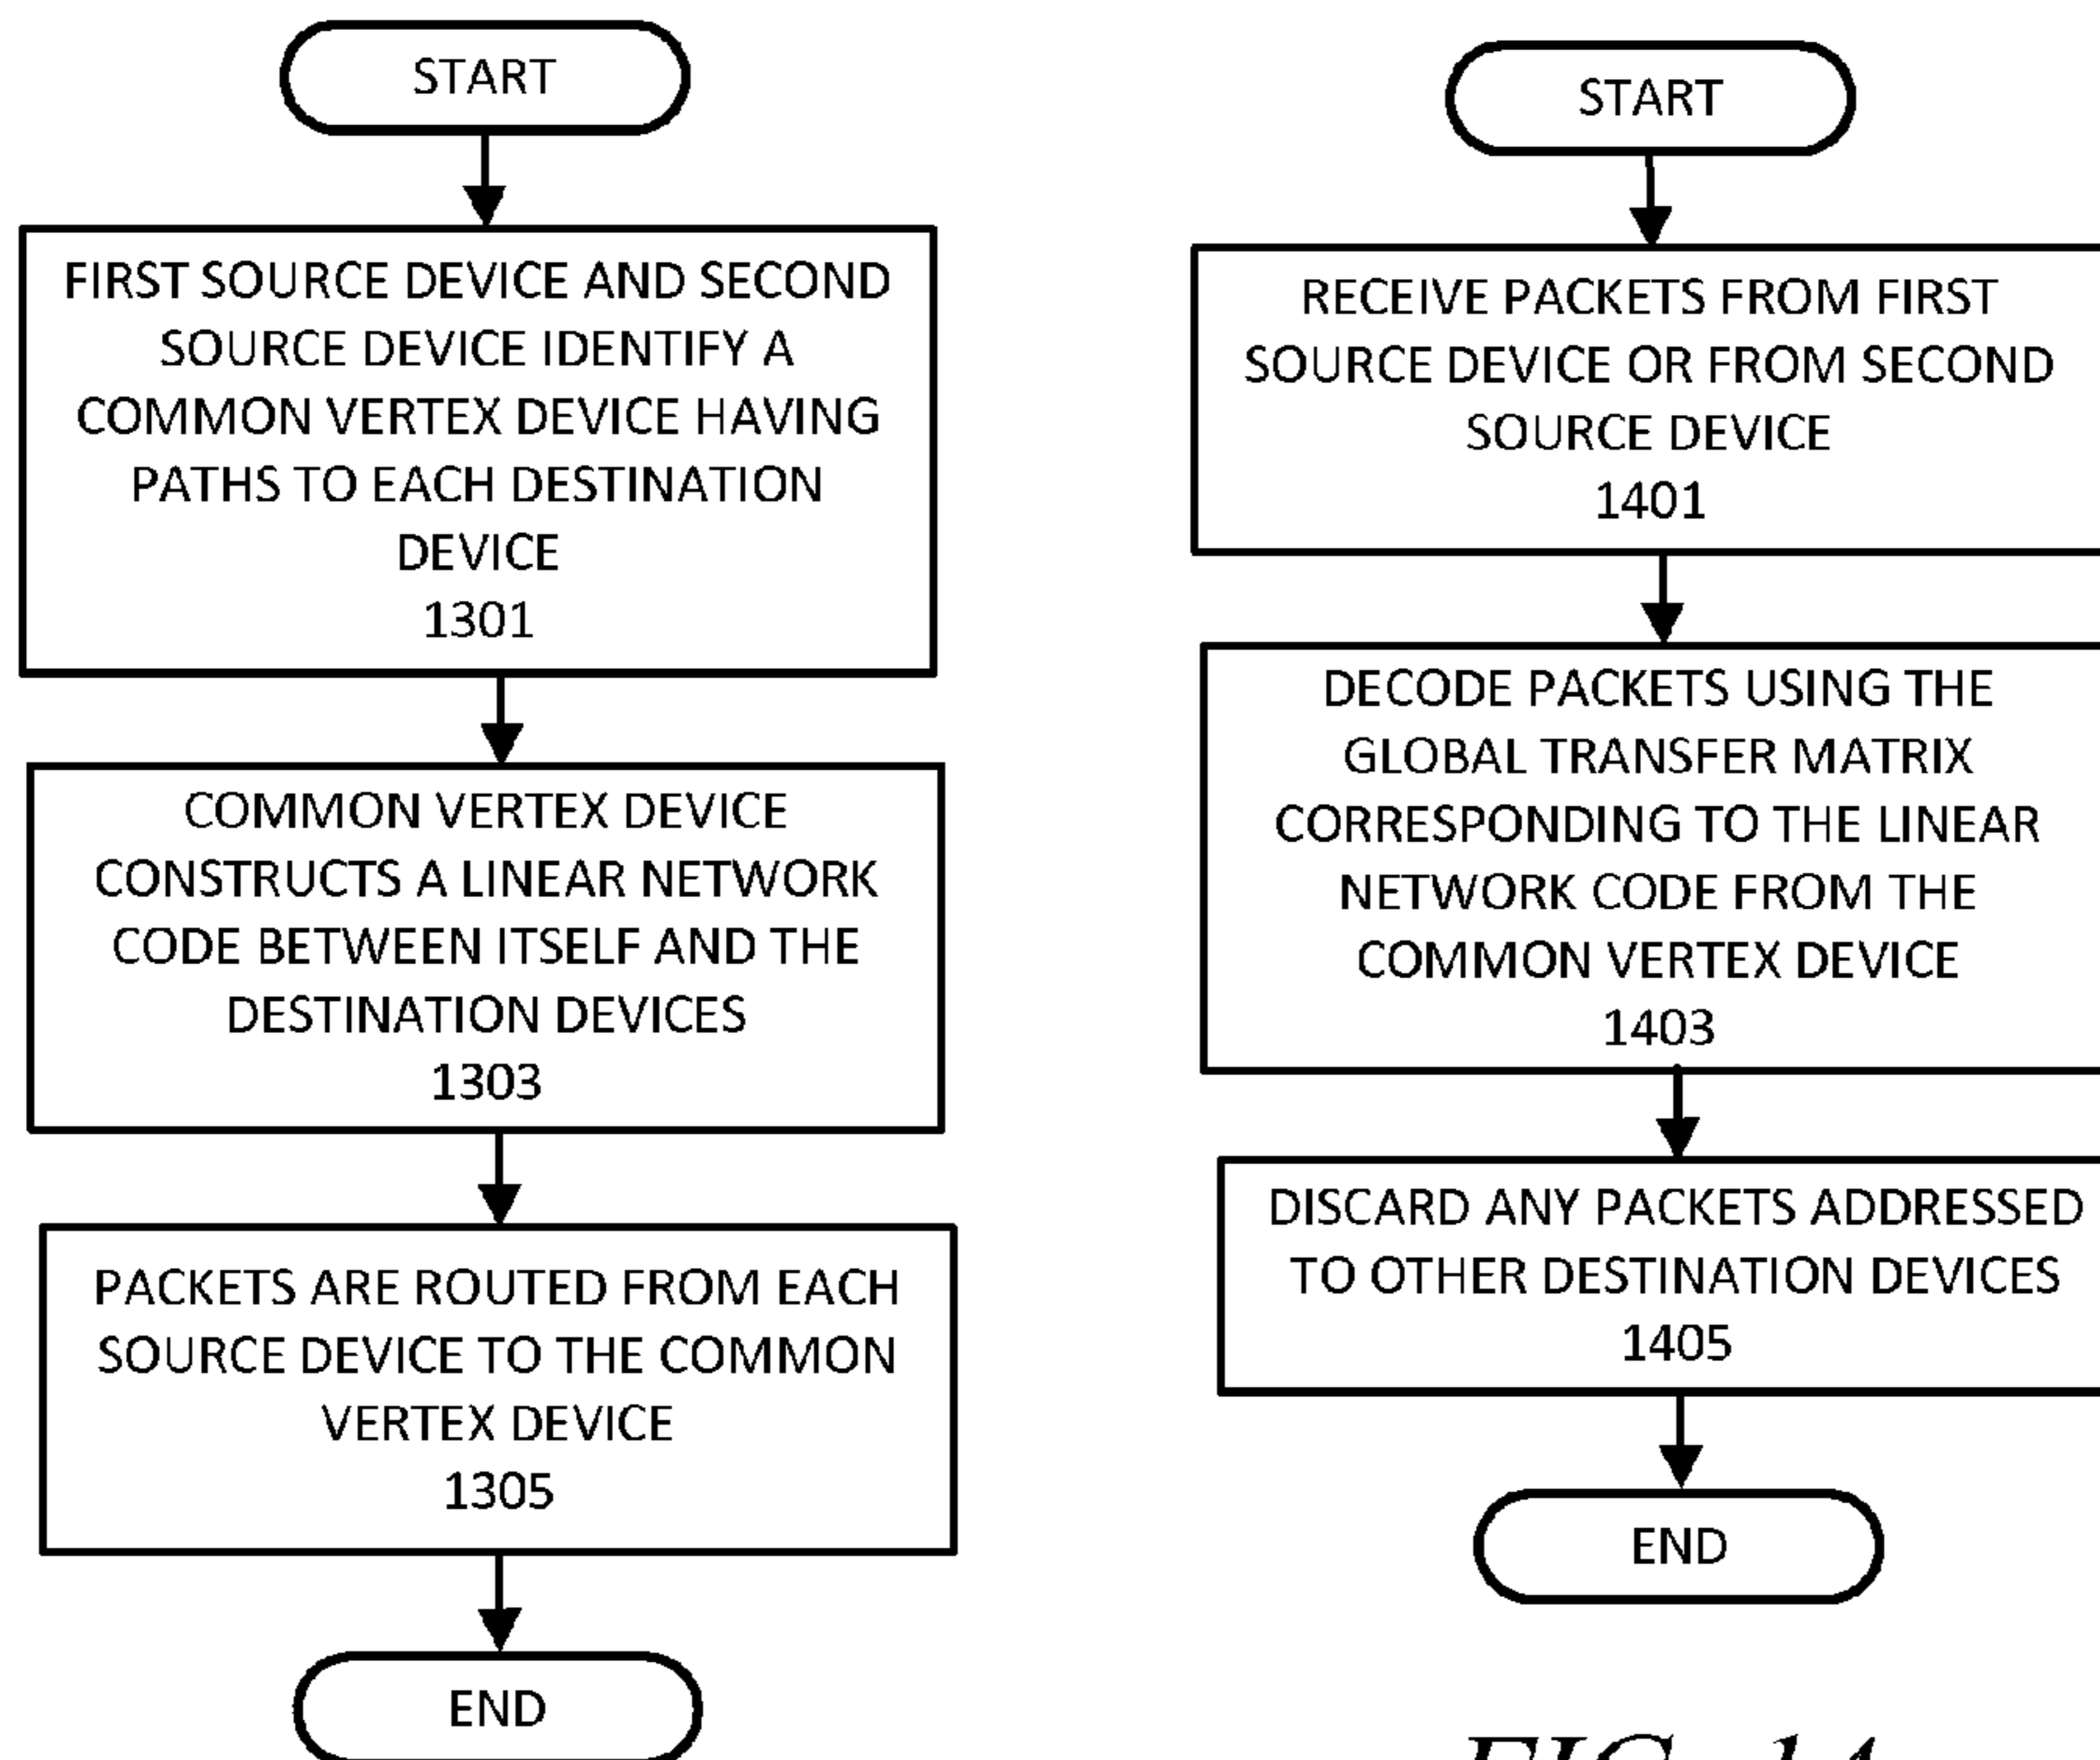 START
FIRST SOURCE DEVICE AND SECOND
SOURCE DEVICE IDENTIFY A
COMMON VERTEX DEVICE HAVING
PATHS TO EACH DESTINATION
DEVICE
1301
COMMON VERTEX DEVICE
CONSTRUCTS A LINEAR NETWORK
CODE BETWEEN ITSELF AND THE
DESTINATION DEVICES
1303
PACKETS ARE ROUTED FROM EACH
SOURCE DEVICE TO THE COMMON
VERTEX DEVICE
1305
END
START
RECEIVE PACKETS FROM FIRST
SOURCE DEVICE OR FROM SECOND
SOURCE DEVICE
1401
DECODE PACKETS USING THE
GLOBAL TRANSFER MATRIX
CORRESPONDING TO THE LINEAR
NETWORK CODE FROM THE
COMMON VERTEX DEVICE
1403
DISCARD ANY PACKETS ADDRESSED
TO OTHER DESTINATION DEVICES
1405
END
FIG. 14